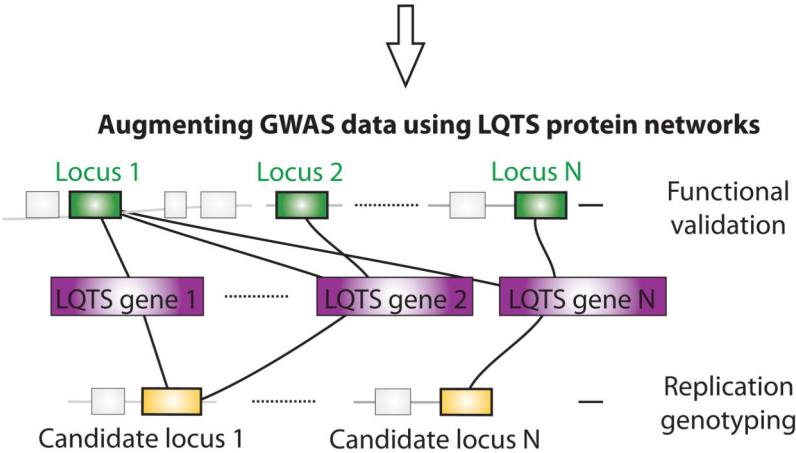 Augmenting GWAS data using LQTS protein networks
Locus 1
Locus 2
Locus N
Functional
validation
LQTS gene 1
LQTS gene 2
LQTS gene N
Replication
genotyping
Candidate locus 1
Candidate locus N